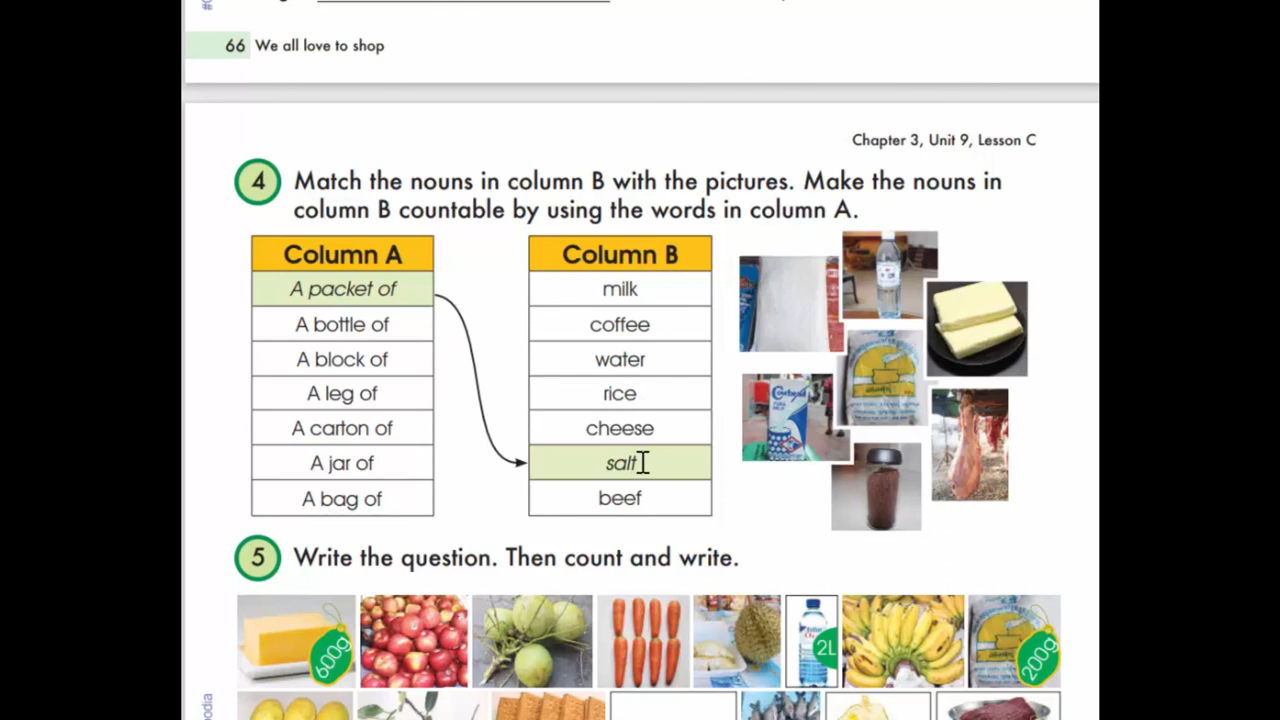 66 We all love to shop
Chapter 3, Unit 9, Lesson C
4 Match the nouns in column B with the pictures. Make the nouns in
column B countable by using the words in column A.
Column A
A packet of
A bottle of
A block of
A leg of
A carton of
A jar of
A bag of
Column B
milk
coffee
water
rice
cheese
salt
beef
Cowhead
PURE
MILK
5 Write the question. Then count and write.
600g
2L
200g